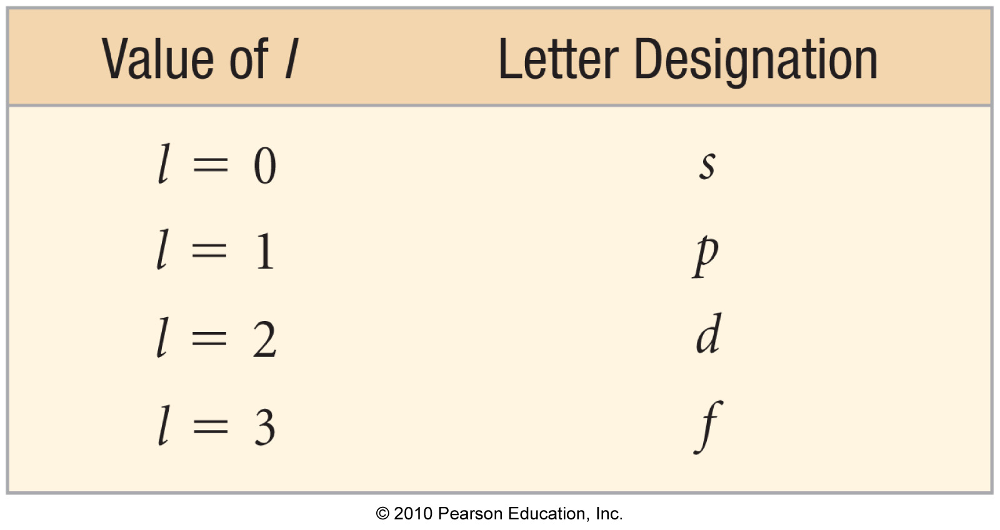 Value of l Letter Designation
l = 0 s
l = 1 p
l = 2 d
l = 3 f
© 2010 Pearson Education, Inc.